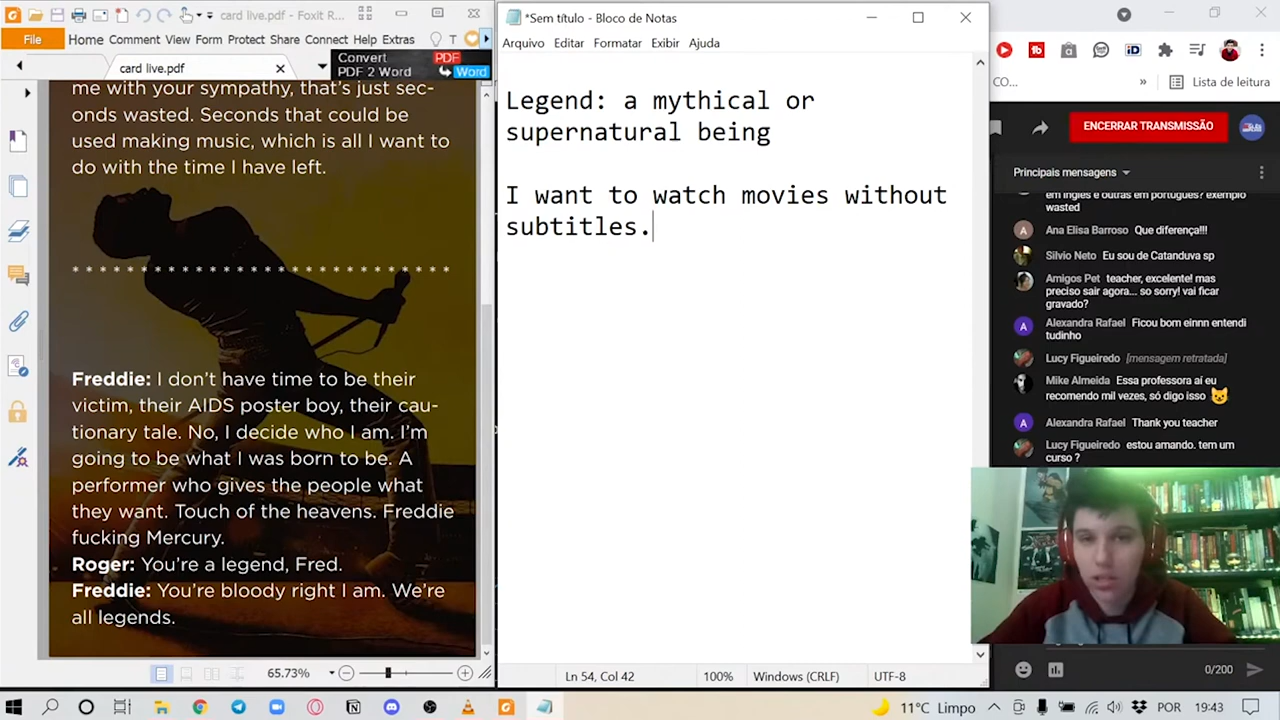 card live.pdf - Foxit R...
File Home Comment View Form Protect Share Connect Help Extras
Convert
PDF 2 Word
PDF
Word
card live.pdf
me with your sympathy, that's just sec-
onds wasted. Seconds that could be
used making music, which is all I want to
do with the time I have left.
* * * * * * * * * * * * * * * * * * * * * * * * * * *
Freddie: I don't have time to be their
victim, their AIDS poster boy, their cau-
tionary tale. No, I decide who I am. I'm
going to be what I was born to be. A
performer who gives the people what
they want. Touch of the heavens. Freddie
fucking Mercury.
Roger: You're a legend, Fred.
Freddie: You're bloody right I am. We're
all legends.
65.73%
*Sem título - Bloco de Notas
Arquivo Editar Formatar Exibir Ajuda
Legend: a mythical or
supernatural being
I want to watch movies without
subtitles.
Ln 54, Col 42 100% Windows (CRLF) UTF-8
CO... » Lista de leitura
ENCERRAR TRANSMISSÃO
Principais mensagens
em inglês e outras em português? exemplo
wasted
Ana Elisa Barroso Que diferença!!!
Silvio Neto Eu sou de Catanduva sp
Amigos Pet teacher, excelente! mas
preciso sair agora... so sorry! vai ficar
gravado?
Alexandra Rafael Ficou bom einnn entendi
tudinho
Lucy Figueiredo [mensagem retratada]
Mike Almeida Essa professora aí eu
recomendo mil vezes, só digo isso
Alexandra Rafael Thank you teacher
Lucy Figueiredo estou amando. tem um
curso ?
0/200
11°C Limpo POR 19:43